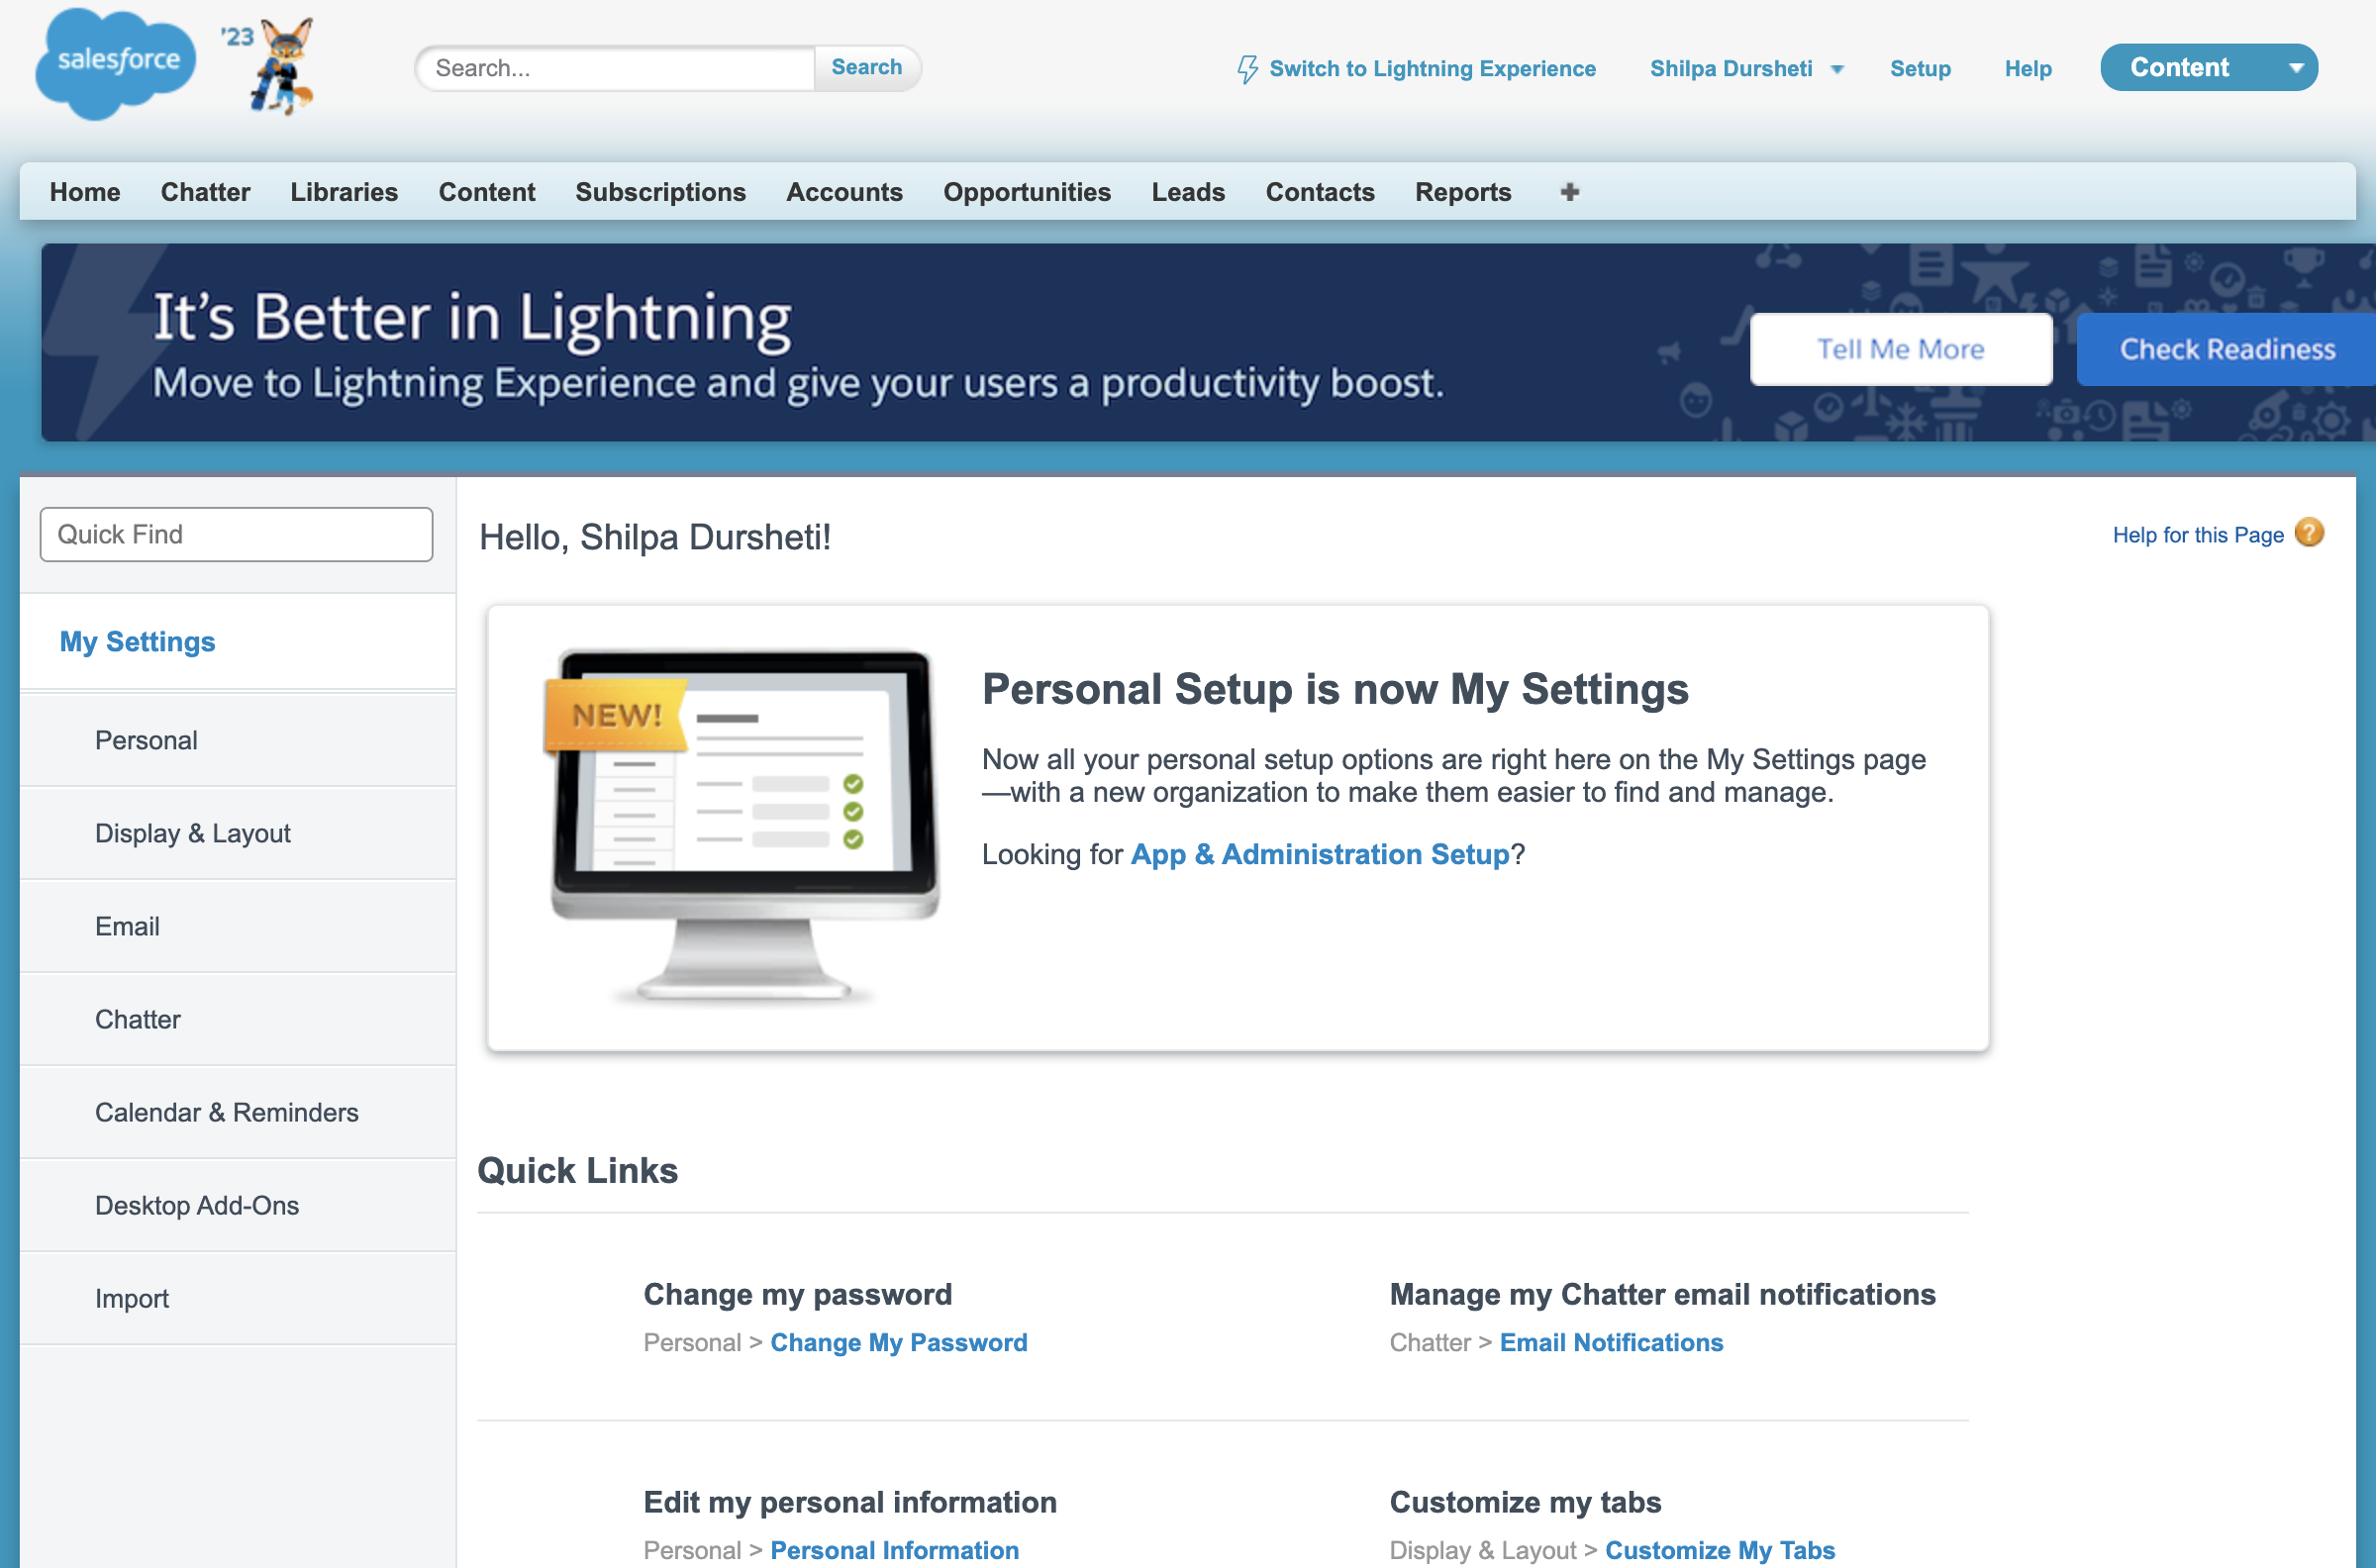 salesforce
'23
Search...
Search
Switch to Lightning Experience
Shilpa Dursheti
Setup
Help
Content
Home
Chatter
Libraries
Content
Subscriptions
Accounts
Opportunities
Leads
Contacts
Reports
It's Better in Lightning
Move to Lightning Experience and give your users a productivity boost.
Tell Me More
Check Readiness
Quick Find
My Settings
Personal
Display & Layout
Email
Chatter
Calendar & Reminders
Desktop Add-Ons
Import
Hello, Shilpa Dursheti!
Help for this Page ?
NEW!
Personal Setup is now My Settings
Now all your personal setup options are right here on the My Settings page
—with a new organization to make them easier to find and manage.
Looking for App & Administration Setup?
Quick Links
Change my password
Personal > Change My Password
Manage my Chatter email notifications
Chatter > Email Notifications
Edit my personal information
Personal > Personal Information
Customize my tabs
Display & Layout > Customize My Tabs